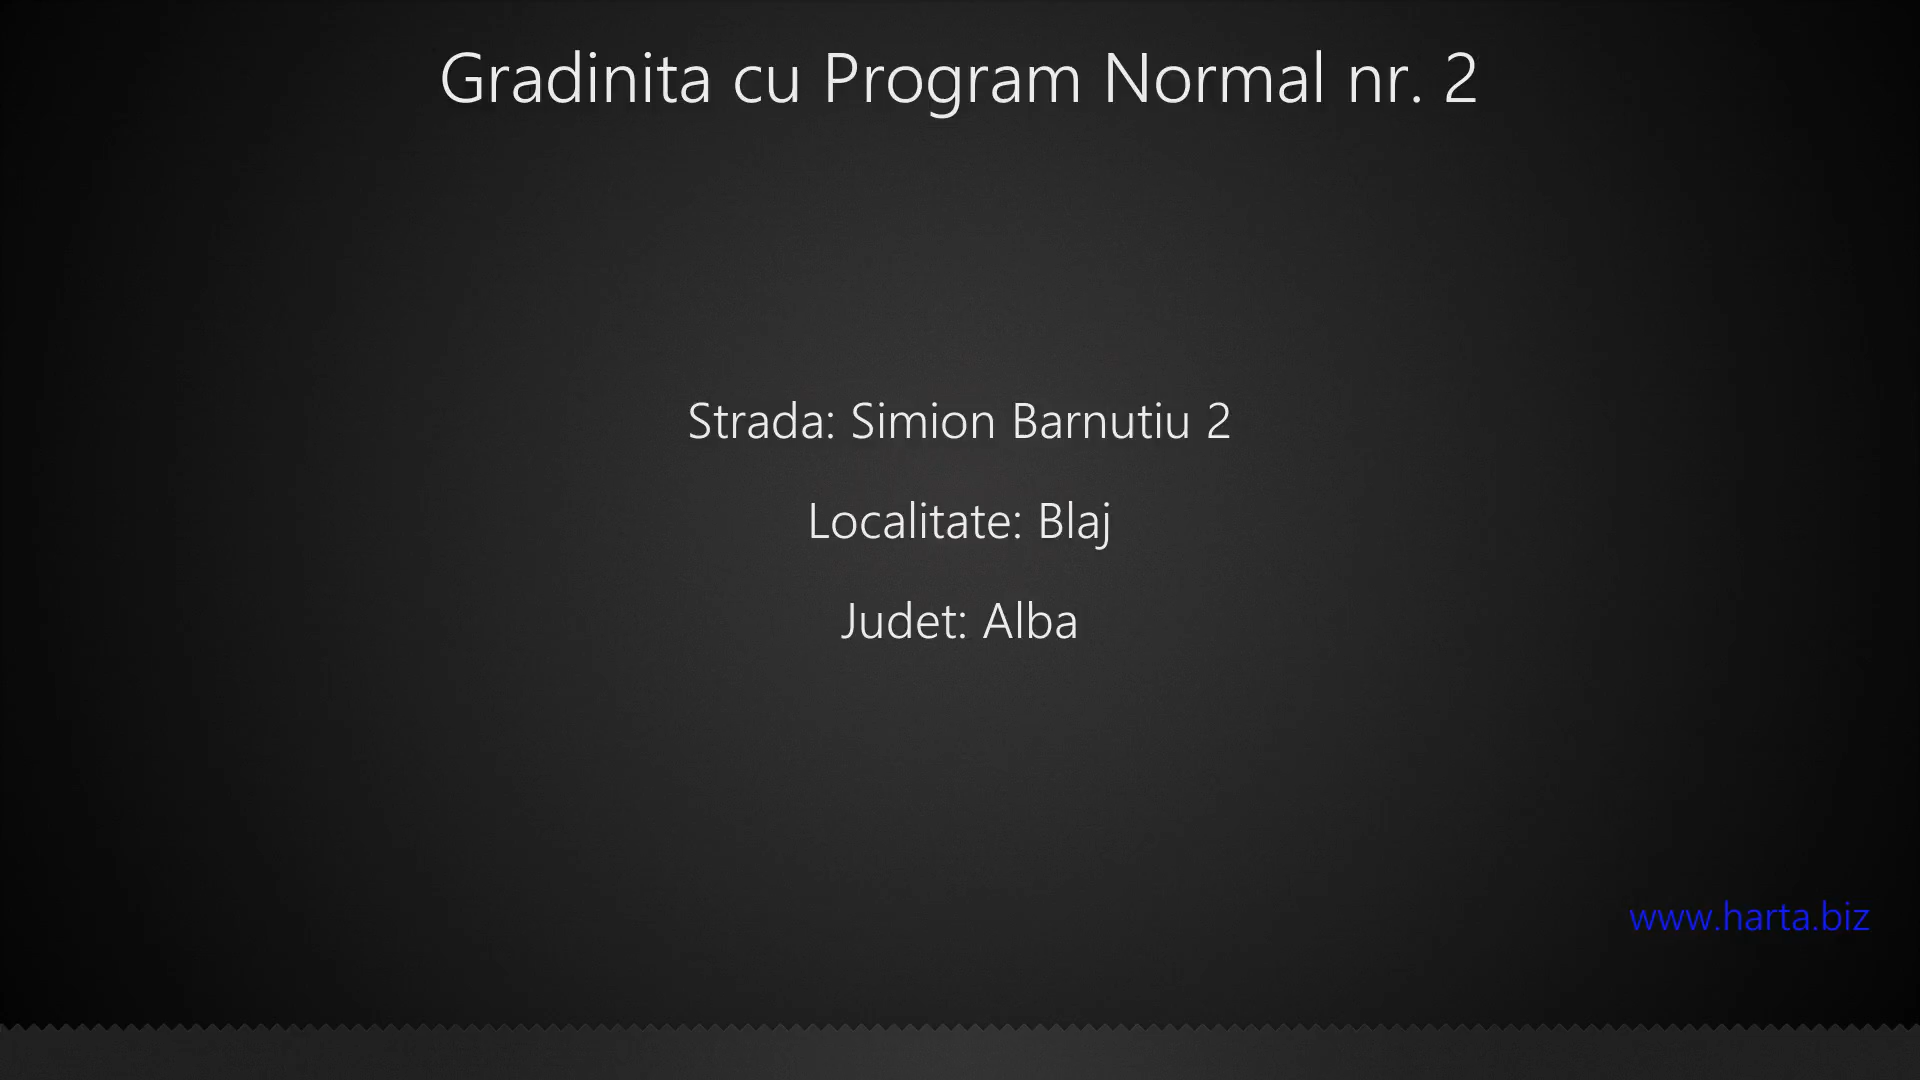 Gradinita cu Program Normal nr. 2
Strada: Simion Barnutiu 2
Localitate: Blaj
Judet: Alba
www.harta.biz